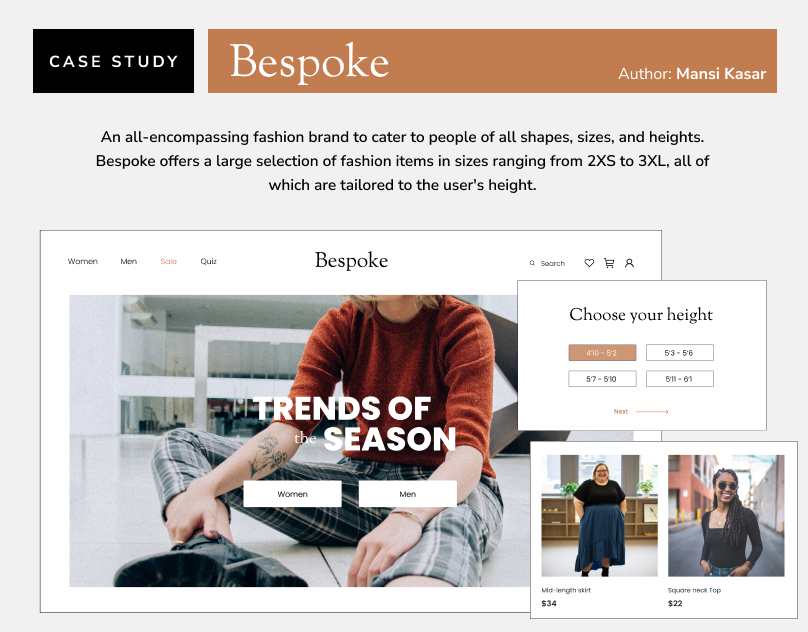 CASE STUDY
Bespoke
Author: Mansi Kasar
An all-encompassing fashion brand to cater to people of all shapes, sizes, and heights.
Bespoke offers a large selection of fashion items in sizes ranging from 2XS to 3XL, all of
which are tailored to the user's height.
Women Men Sale Quiz
Bespoke
Search
TRENDS OF
the SEASON
Women
Men
Choose your height
4'10 - 5'2
5'3 - 5'6
5'7 - 5'10
5'11 - 6'1
Next
Mid-length skirt
$34
Square neck Top
$22